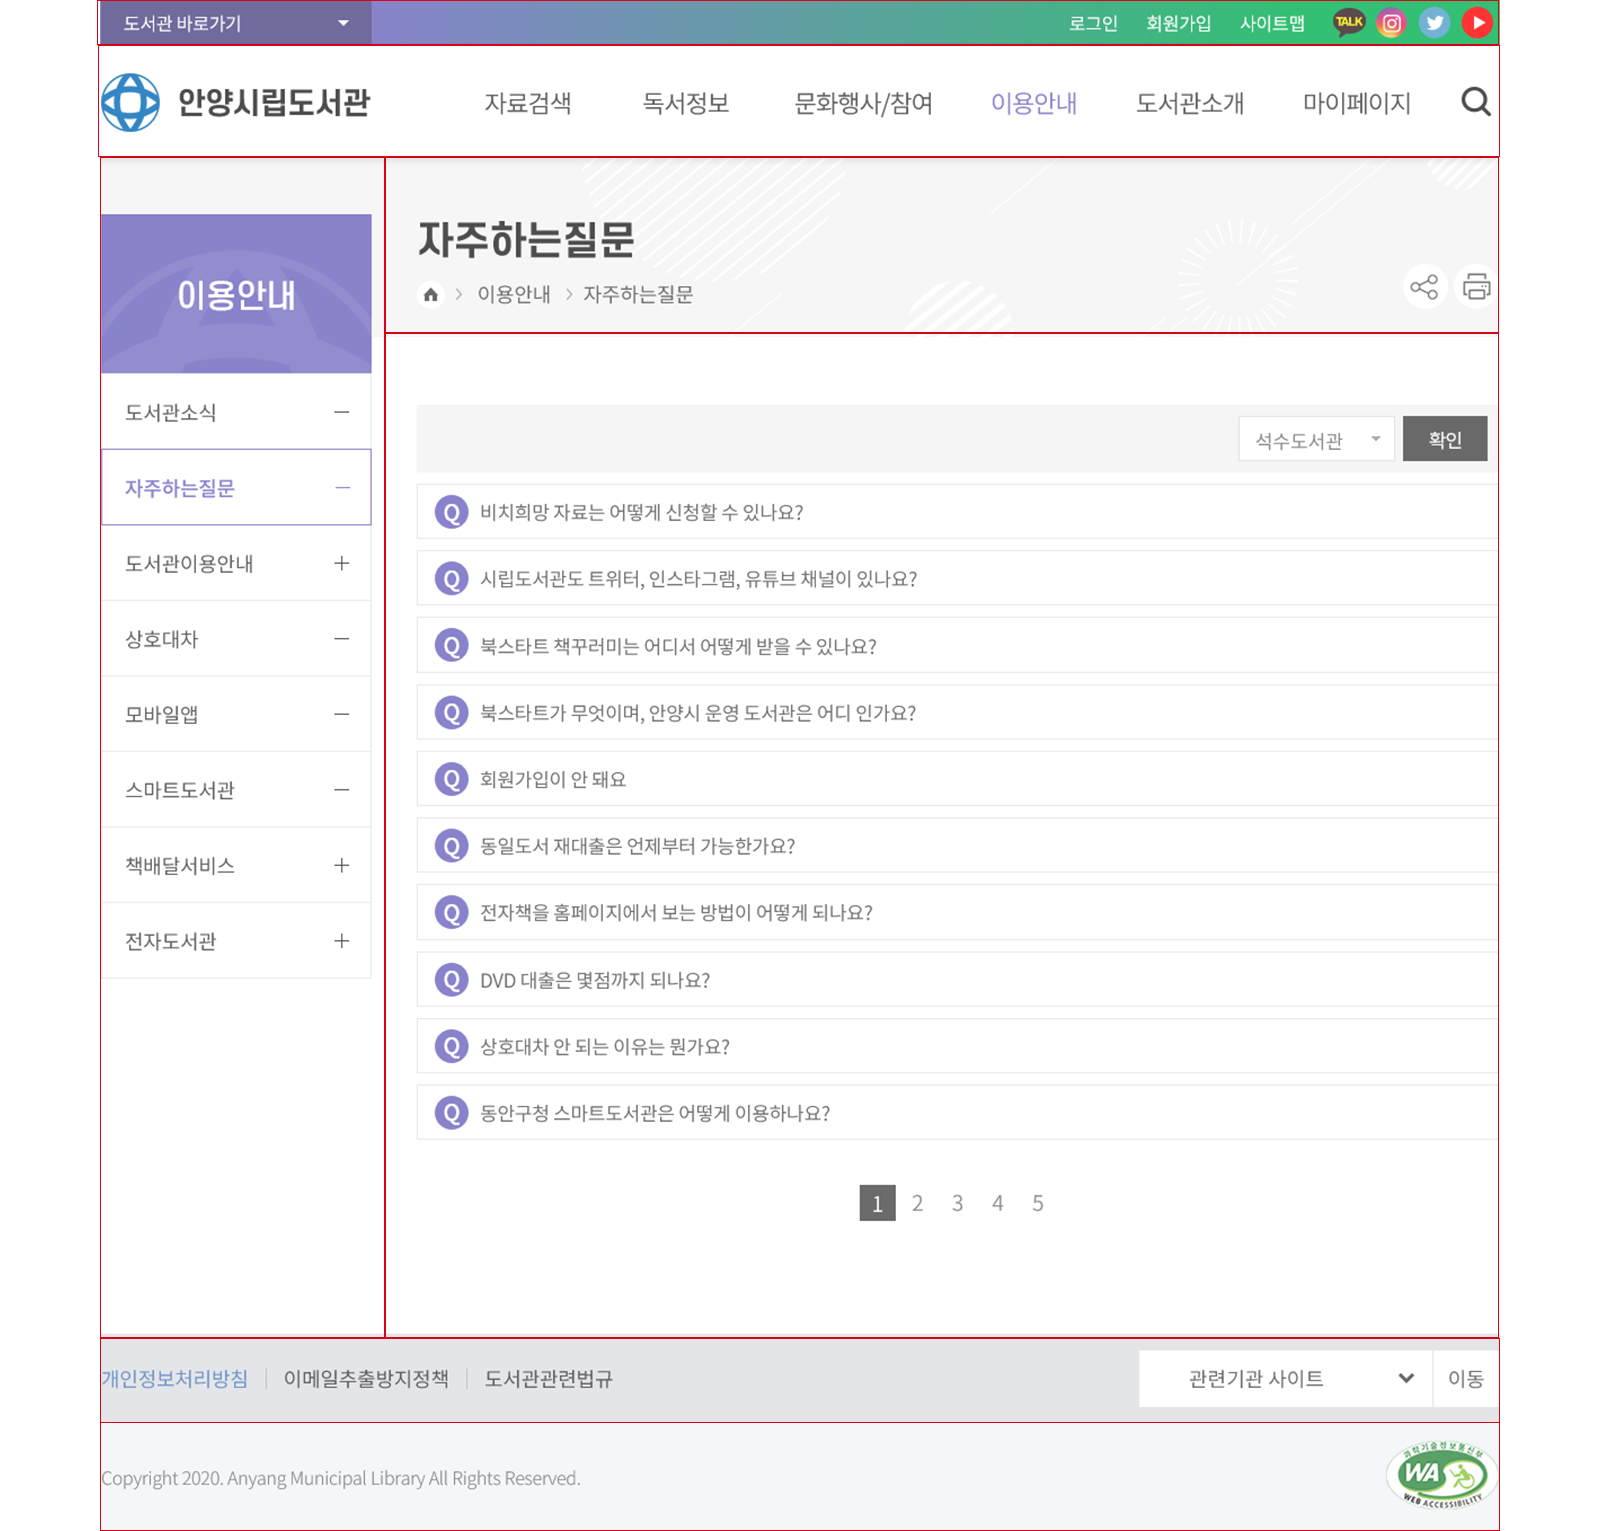 도서관 바로가기
로그인 회원가입 사이트맵 TALK
안양시립도서관
자료검색 독서정보 문화행사/참여 이용안내 도서관소개 마이페이지
이용안내
도서관소식
자주하는질문
도서관이용안내
상호대차
모바일앱
스마트도서관
책배달서비스
전자도서관
자주하는질문
이용안내 자주하는질문
석수도서관 확인
Q 비치희망 자료는 어떻게 신청할 수 있나요?
Q 시립도서관도 트위터, 인스타그램, 유튜브 채널이 있나요?
Q 북스타트 책꾸러미는 어디서 어떻게 받을 수 있나요?
Q 북스타트가 무엇이며, 안양시 운영 도서관은 어디 인가요?
Q 회원가입이 안 돼요
Q 동일도서 재대출은 언제부터 가능한가요?
Q 전자책을 홈페이지에서 보는 방법이 어떻게 되나요?
Q DVD 대출은 몇점까지 되나요?
Q 상호대차 안 되는 이유는 뭔가요?
Q 동안구청 스마트도서관은 어떻게 이용하나요?
1 2 3 4 5
개인정보처리방침 이메일추출방지정책 도서관관련법규
관련기관 사이트 이동
Copyright 2020. Anyang Municipal Library All Rights Reserved.
과학기술정보통신부
WA
WEB ACCESSIBILITY